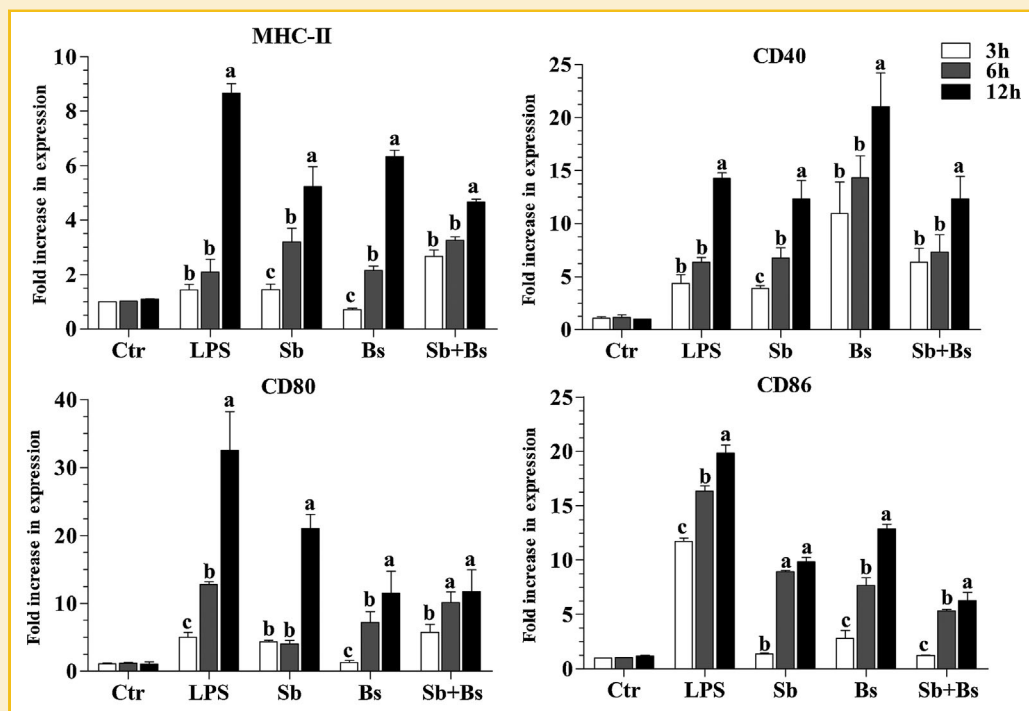 MHC-II
Fold increase in expression
10
8
6
4
2
0
b b a
c b a
c b a
b b a
Ctr LPS Sb Bs Sb+Bs
CD40
3h
6h
12h
Fold increase in expression
25
20
15
10
5
0
b b a
c b a
b b a
b b a
Ctr LPS Sb Bs Sb+Bs
CD80
Fold increase in expression
40
30
20
10
0
c b a
b b a
c b a
b a a
Ctr LPS Sb Bs Sb+Bs
CD86
Fold increase in expression
25
20
15
10
5
0
c b a
b a a
c b a
c b a
Ctr LPS Sb Bs Sb+Bs